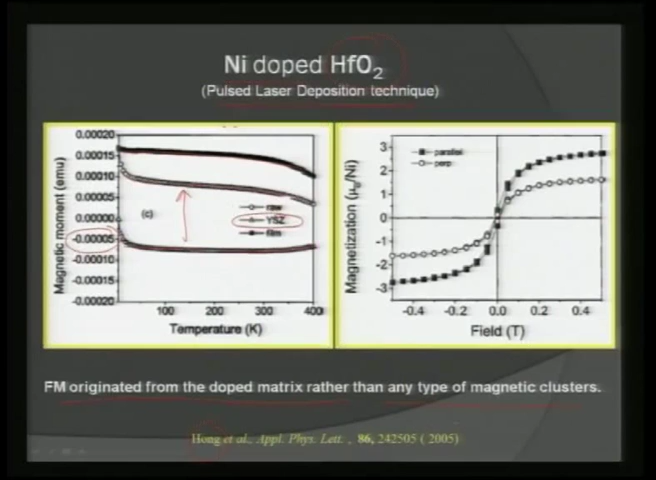 Ni doped HfO₂
(Pulsed Laser Deposition technique)
Magnetic moment (emu)
0.00020
0.00015
0.00010
0.00005
0.00000
-0.00005
-0.00010
-0.00015
-0.00020
(c)
raw
YSZ
film
100
200
300
400
Temperature (K)
Magnetization (μB/Ni)
3
2
1
0
-1
-2
-3
parallel
perp
-0.4
-0.2
0.0
0.2
0.4
Field (T)
FM originated from the doped matrix rather than any type of magnetic clusters.
Hong et al., Appl. Phys. Lett. , 86, 242505 ( 2005)